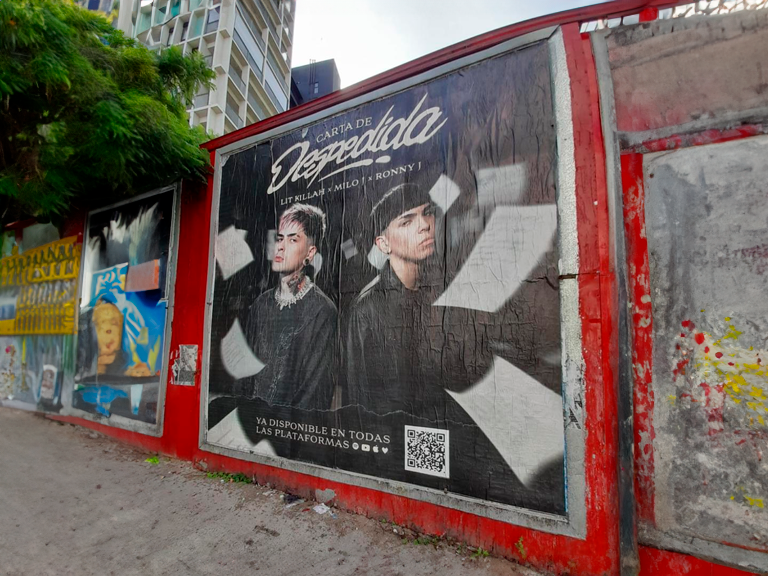 CARTA DE
Despedida
LIT KILLAH x MILO J x RONNY J
YA DISPONIBLE EN TODAS
LAS PLATAFORMAS